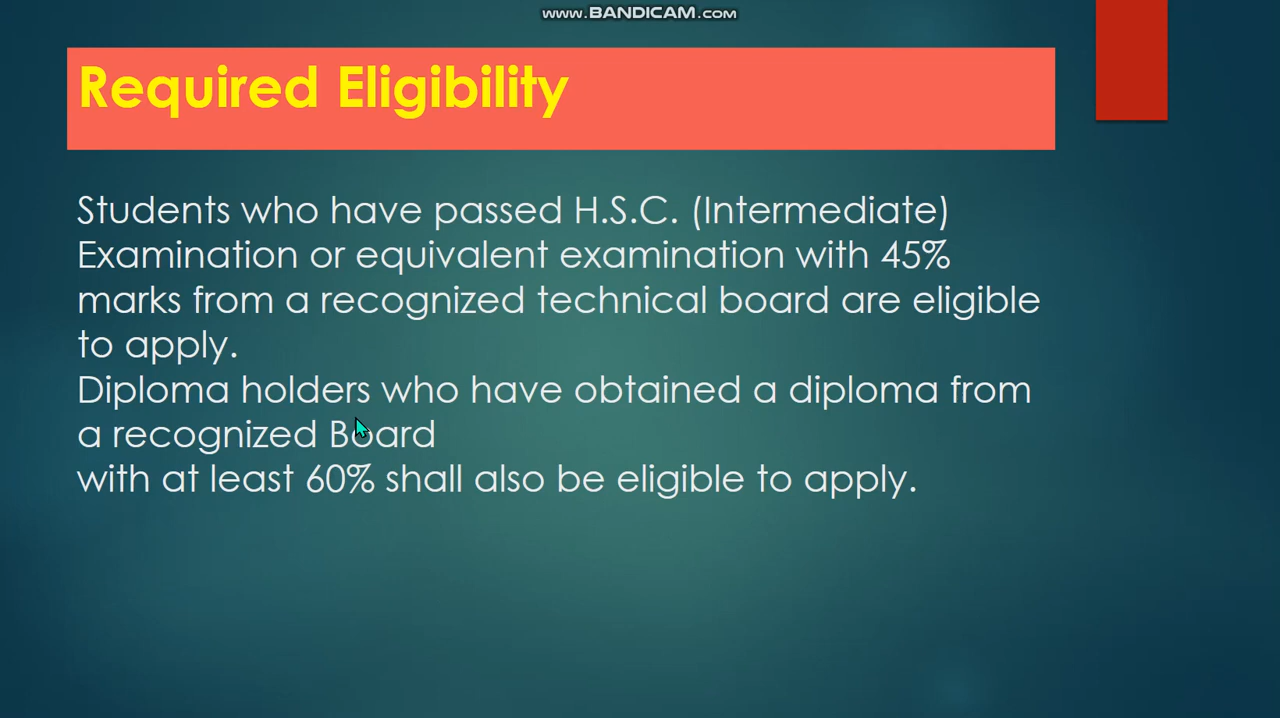 www.BANDICAM.com
Required Eligibility
Students who have passed H.S.C. (Intermediate)
Examination or equivalent examination with 45%
marks from a recognized technical board are eligible
to apply.
Diploma holders who have obtained a diploma from
a recognized Board
with at least 60% shall also be eligible to apply.